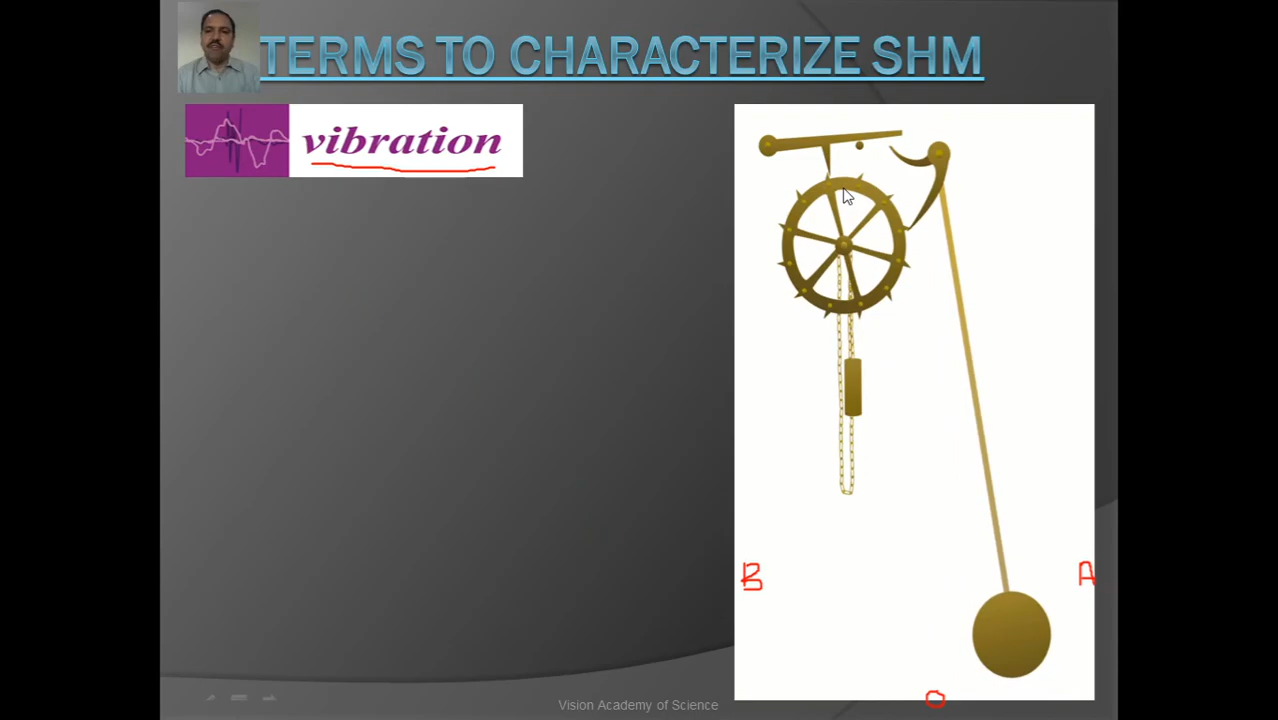 TERMS TO CHARACTERIZE SHM
vibration
B
A
O
Vision Academy of Science